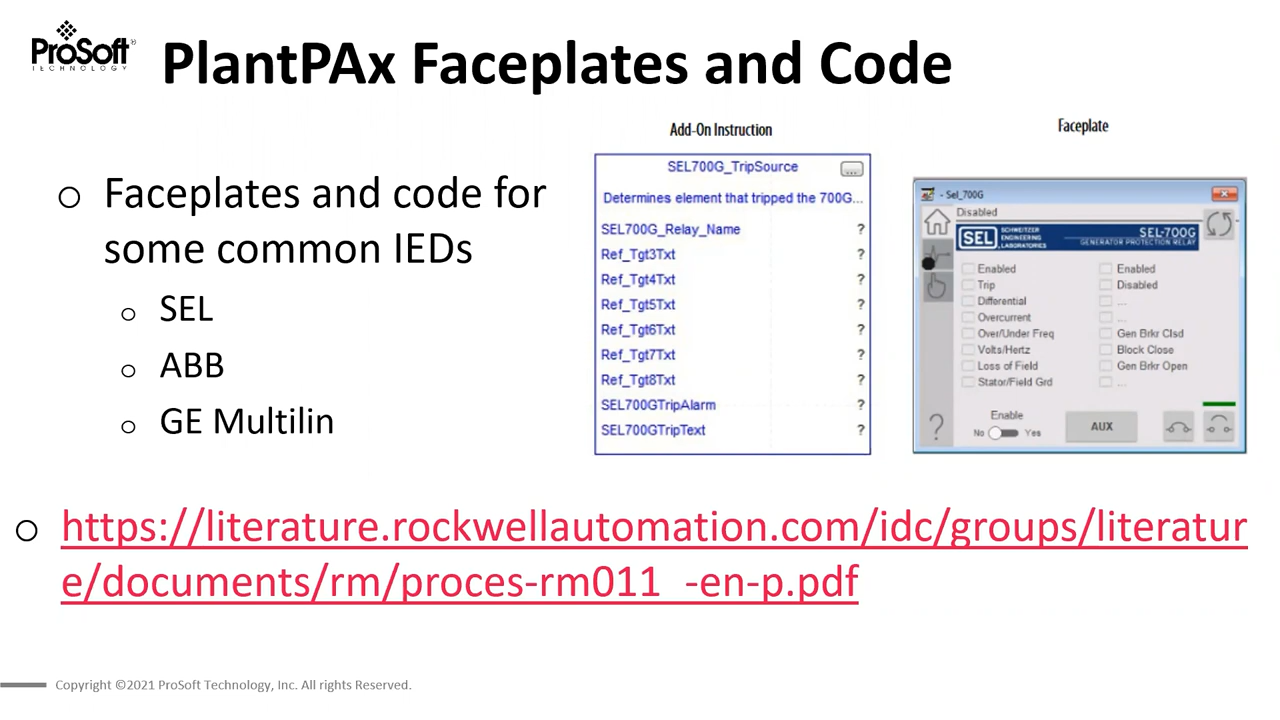 ProSoft®
TECHNOLOGY
PlantPAx Faceplates and Code
Faceplates and code for
some common IEDs
SEL
ABB
GE Multilin
Add-On Instruction
SEL700G_TripSource
...
Determines element that tripped the 700G...
SEL700G_Relay_Name ?
Ref_Tgt3Txt ?
Ref_Tgt4Txt ?
Ref_Tgt5Txt ?
Ref_Tgt6Txt ?
Ref_Tgt7Txt ?
Ref_Tgt8Txt ?
SEL700GTripAlarm ?
SEL700GTripText ?
Faceplate
- Sel_700G
Disabled
SEL SCHWEITZER ENGINEERING LABORATORIES
SEL-700G
GENERATOR PROTECTION RELAY
Enabled Enabled
Trip Disabled
Differential ...
Overcurrent ...
Over/Under Freq Gen Brkr Clsd
Volts/Hertz Block Close
Loss of Field Gen Brkr Open
Stator/Field Grd ...
Enable
No Yes
AUX
?
https://literature.rockwellautomation.com/idc/groups/literatur
e/documents/rm/proces-rm011_-en-p.pdf
Copyright ©2021 ProSoft Technology, Inc. All rights Reserved.